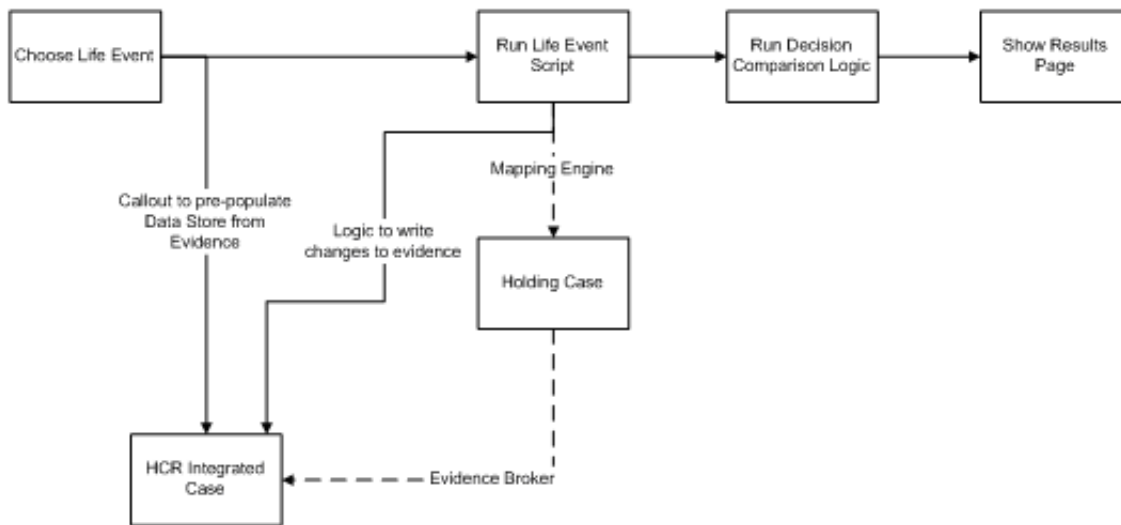 Choose Life Event
Run Life Event
Script
Run Decision
Comparison Logic
Show Results
Page
Mapping Engine
Callout to pre-populate
Data Store from
Evidence
Logic to write
changes to evidence
Holding Case
HCR Integrated
Case
Evidence Broker